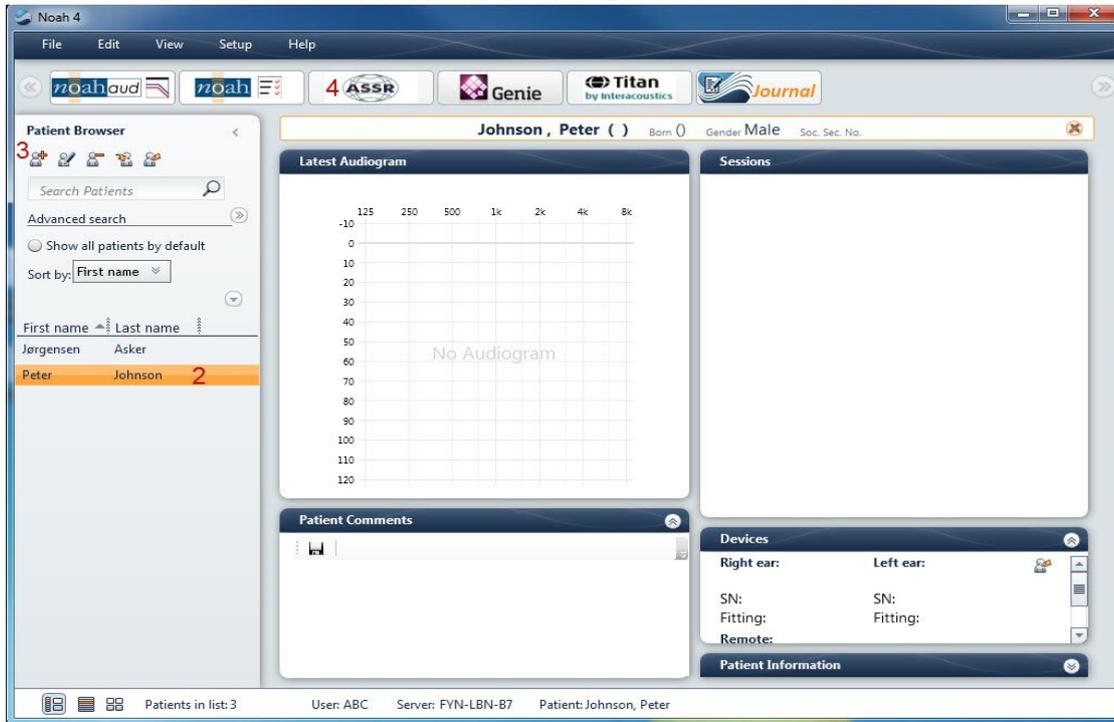 Noah 4
File Edit View Setup Help
noah aud noah 4 ASSR Genie Titan by Interacoustics Journal
Patient Browser
3
Search Patients
Advanced search
Show all patients by default
Sort by: First name
First name Last name
Jørgensen Asker
Peter Johnson 2
Johnson , Peter ( ) Born () Gender Male Soc. Sec. No.
Latest Audiogram
125 250 500 1k 2k 4k 8k
-10
0
10
20
30
40
50
No Audiogram
60
70
80
90
100
110
120
Patient Comments
Sessions
Devices
Right ear: Left ear:
SN: SN:
Fitting: Fitting:
Remote:
Patient Information
Patients in list: 3 User: ABC Server: FYN-LBN-B7 Patient: Johnson, Peter